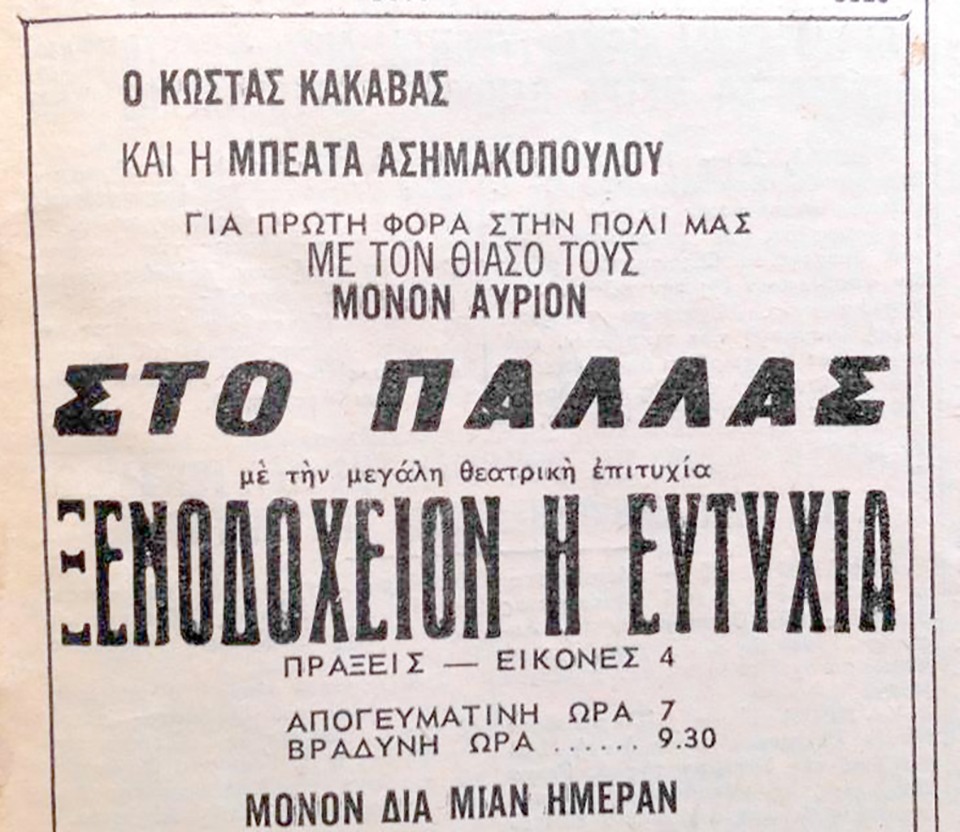 Ο ΚΩΣΤΑΣ ΚΑΚΑΒΑΣ
ΚΑΙ Η ΜΠΕΑΤΑ ΑΣΗΜΑΚΟΠΟΥΛΟΥ
ΓΙΑ ΠΡΩΤΗ ΦΟΡΑ ΣΤΗΝ ΠΟΛΙ ΜΑΣ
ΜΕ ΤΟΝ ΘΙΑΣΟ ΤΟΥΣ
ΜΟΝΟΝ ΑΥΡΙΟΝ
ΣΤΟ ΠΑΛΛΑΣ
μὲ τὴν μεγάλη θεατρικὴ ἐπιτυχία
ΞΕΝΟΔΟΧΕΙΟΝ Η ΕΥΤΥΧΙΑ
ΠΡΑΞΕΙΣ — ΕΙΚΟΝΕΣ 4
ΑΠΟΓΕΥΜΑΤΙΝΗ ΩΡΑ 7
ΒΡΑΔΥΝΗ ΩΡΑ ...... 9.30
ΜΟΝΟΝ ΔΙΑ ΜΙΑΝ ΗΜΕΡΑΝ